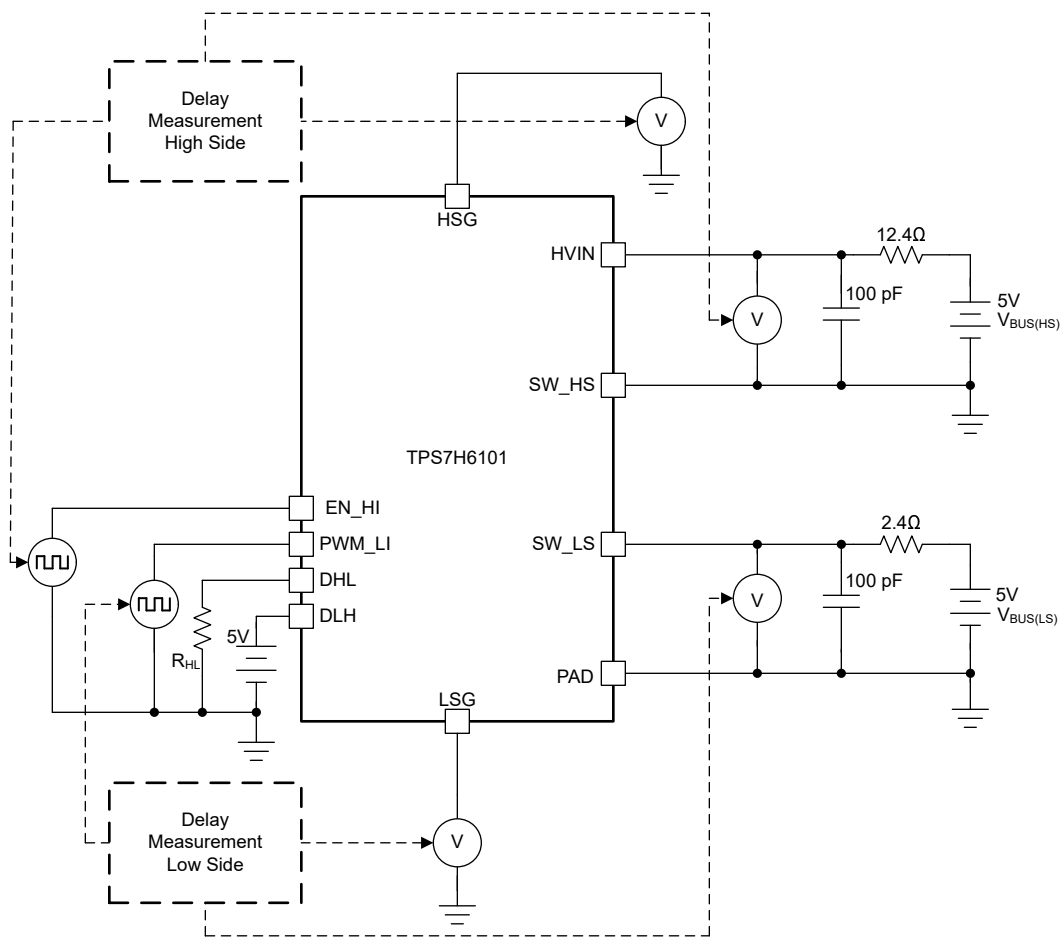 Delay
Measurement
High Side
V
HSG
HVIN
12.4Ω
100 pF
5V
V_BUS(HS)
V
SW_HS
TPS7H6101
EN_HI
PWM_LI
DHL
DLH
5V
R_HL
SW_LS
2.4Ω
100 pF
5V
V_BUS(LS)
V
PAD
LSG
Delay
Measurement
Low Side
V